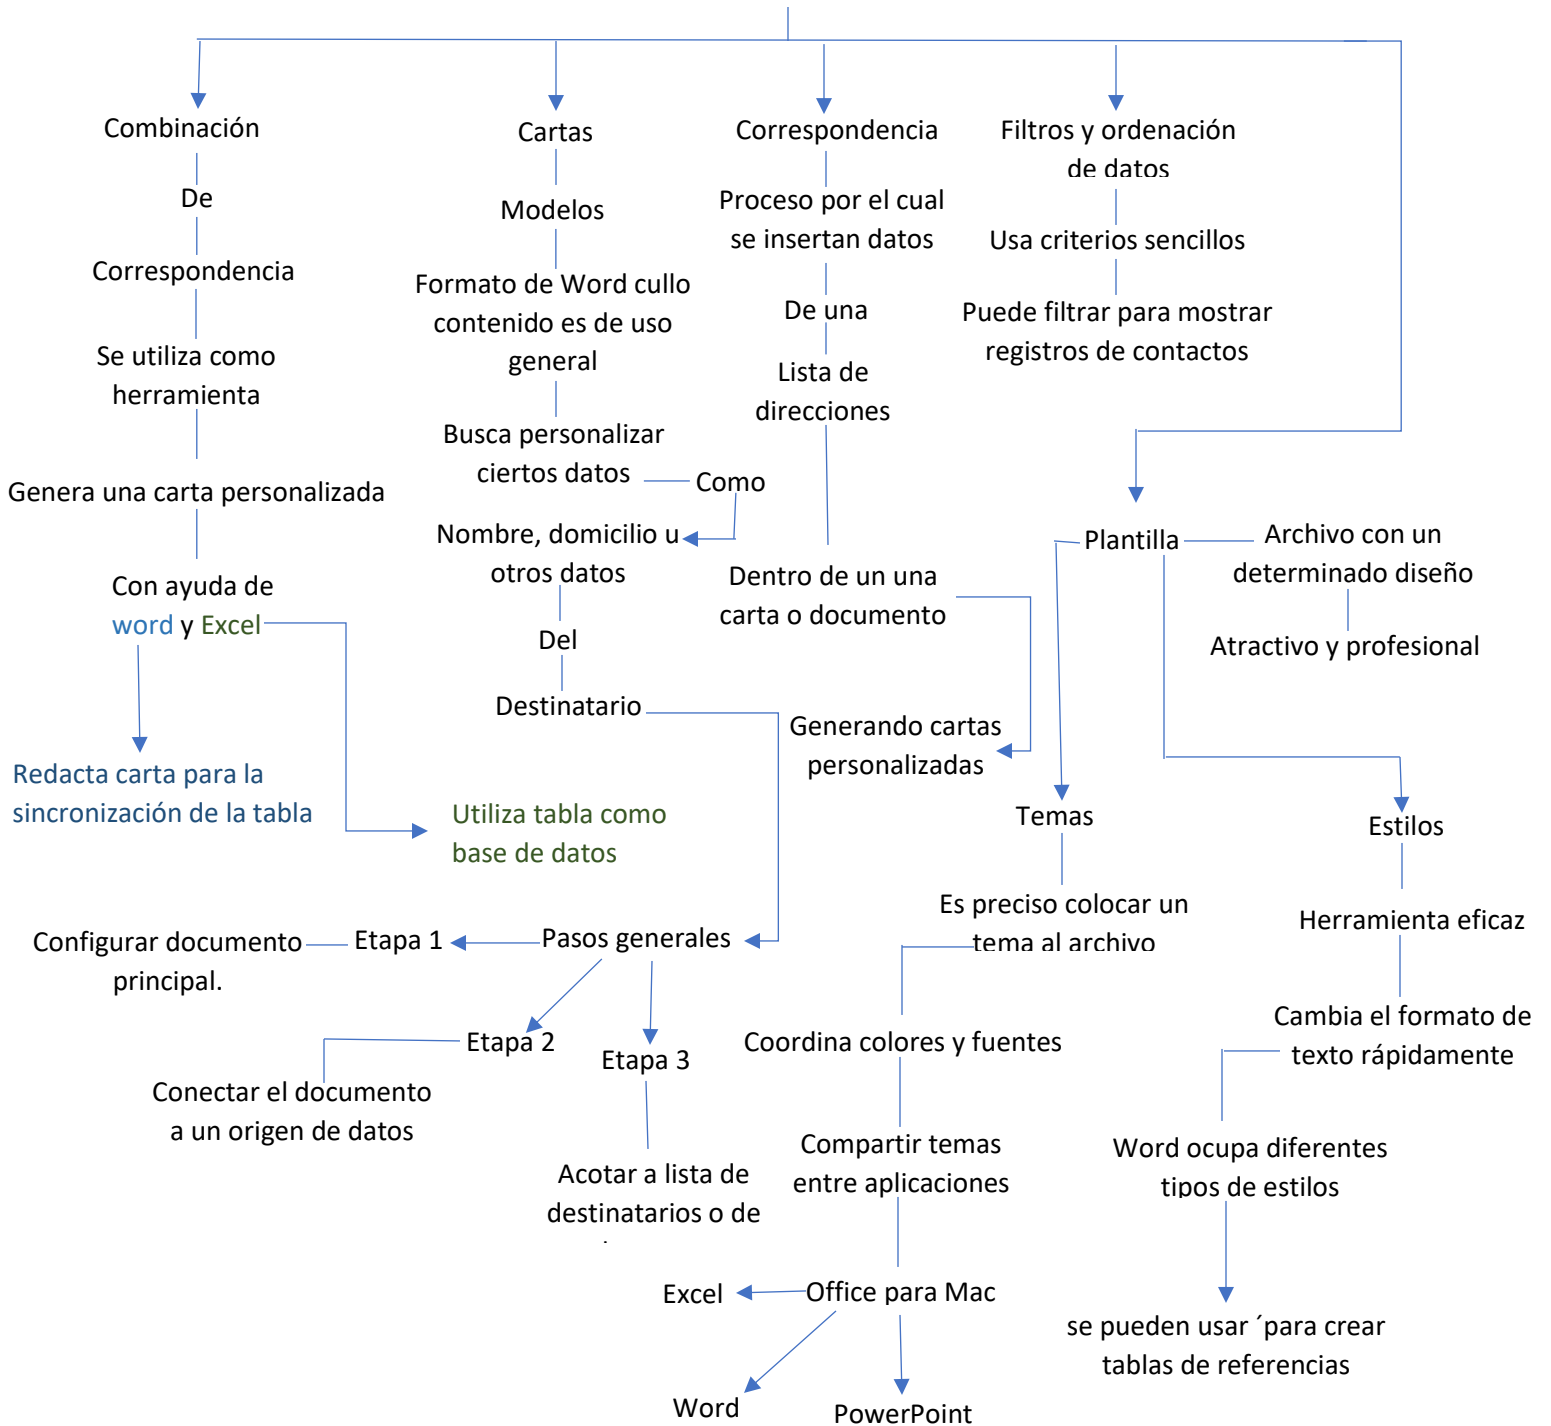 Combinación
De
Correspondencia
Se utiliza como
herramienta
Genera una carta personalizada
Con ayuda de
word y Excel
Redacta carta para la
sincronización de la tabla
Utiliza tabla como
base de datos
Cartas
Modelos
Formato de Word cullo
contenido es de uso
general
Busca personalizar
ciertos datos
Como
Nombre, domicilio u
otros datos
Del
Destinatario
Pasos generales
Etapa 1
Configurar documento
principal.
Etapa 2
Conectar el documento
a un origen de datos
Etapa 3
Acotar a lista de
destinatarios o de
Correspondencia
Proceso por el cual
se insertan datos
De una
Lista de
direcciones
Dentro de un una
carta o documento
Generando cartas
personalizadas
Filtros y ordenación
de datos
Usa criterios sencillos
Puede filtrar para mostrar
registros de contactos
Plantilla
Archivo con un
determinado diseño
Atractivo y profesional
Temas
Es preciso colocar un
tema al archivo
Coordina colores y fuentes
Compartir temas
entre aplicaciones
Office para Mac
Excel
Word
PowerPoint
Estilos
Herramienta eficaz
Cambia el formato de
texto rápidamente
Word ocupa diferentes
tipos de estilos
se pueden usar ´para crear
tablas de referencias